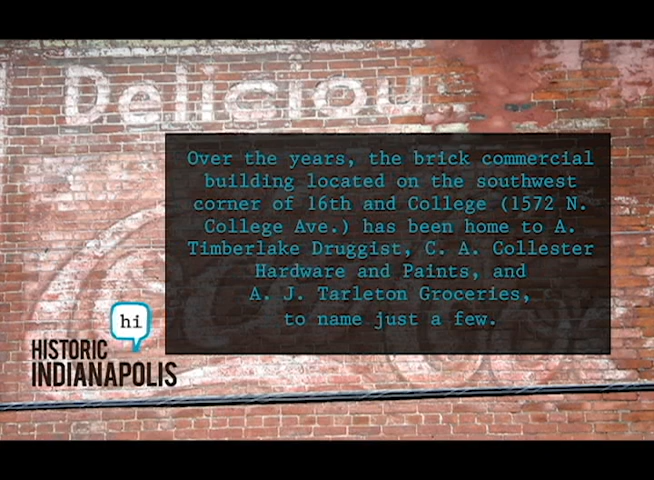 Deliciou
Over the years, the brick commercial
building located on the southwest
corner of 16th and College (1572 N.
College Ave.) has been home to A.
Timberlake Druggist, C. A. Collester
Hardware and Paints, and
A. J. Tarleton Groceries,
to name just a few.
hi
HISTORIC
INDIANAPOLIS